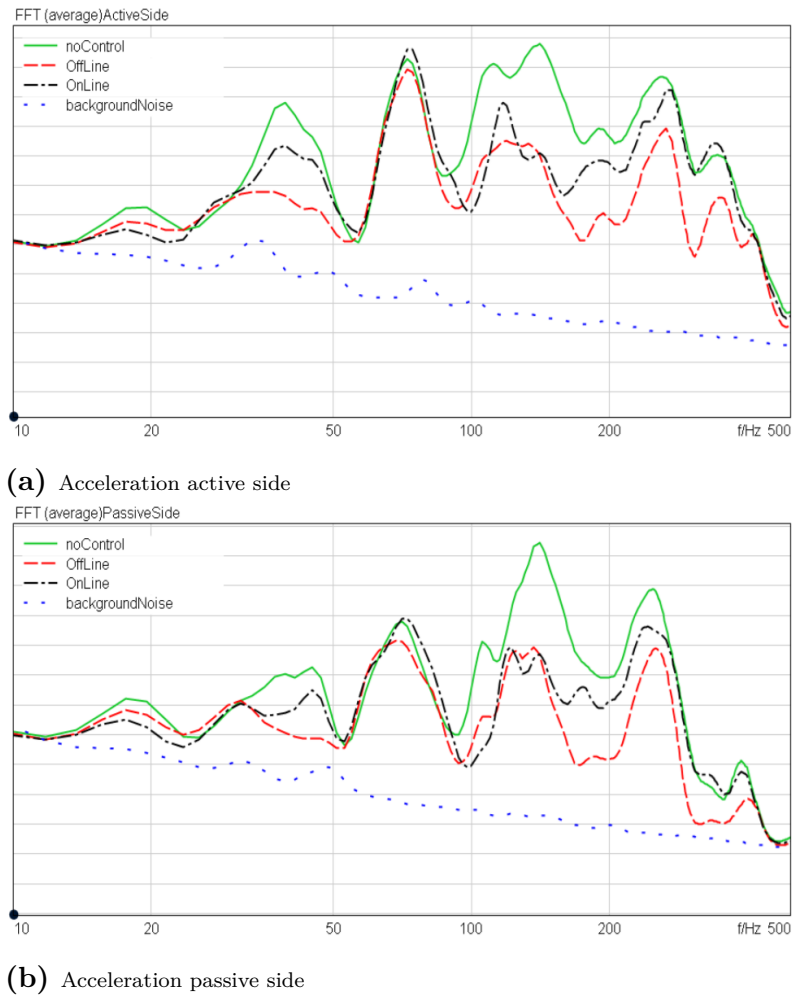 FFT (average)ActiveSide
noControl
OffLine
OnLine
backgroundNoise
10 20 50 100 200 f/Hz 500
(a) Acceleration active side
FFT (average)PassiveSide
noControl
OffLine
OnLine
backgroundNoise
10 20 50 100 200 f/Hz 500
(b) Acceleration passive side